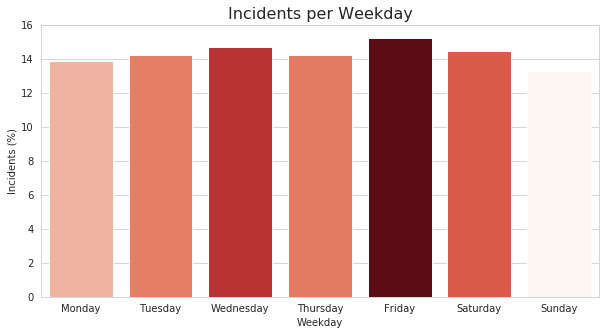 Incidents per Weekday
16
14
12
10
8
6
4
2
0
Incidents (%)
Monday Tuesday Wednesday Thursday Friday Saturday Sunday
Weekday